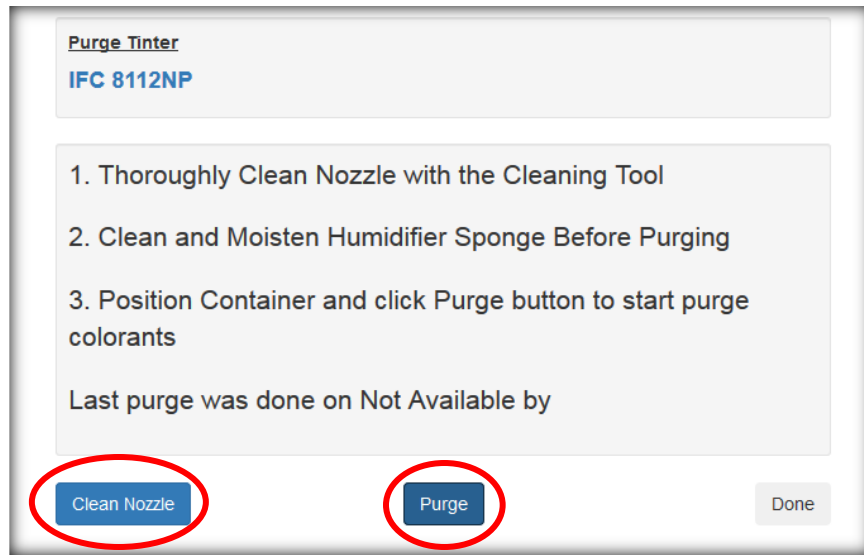 Purge Tinter
IFC 8112NP
1. Thoroughly Clean Nozzle with the Cleaning Tool
2. Clean and Moisten Humidifier Sponge Before Purging
3. Position Container and click Purge button to start purge
colorants
Last purge was done on Not Available by
Clean Nozzle
Purge
Done